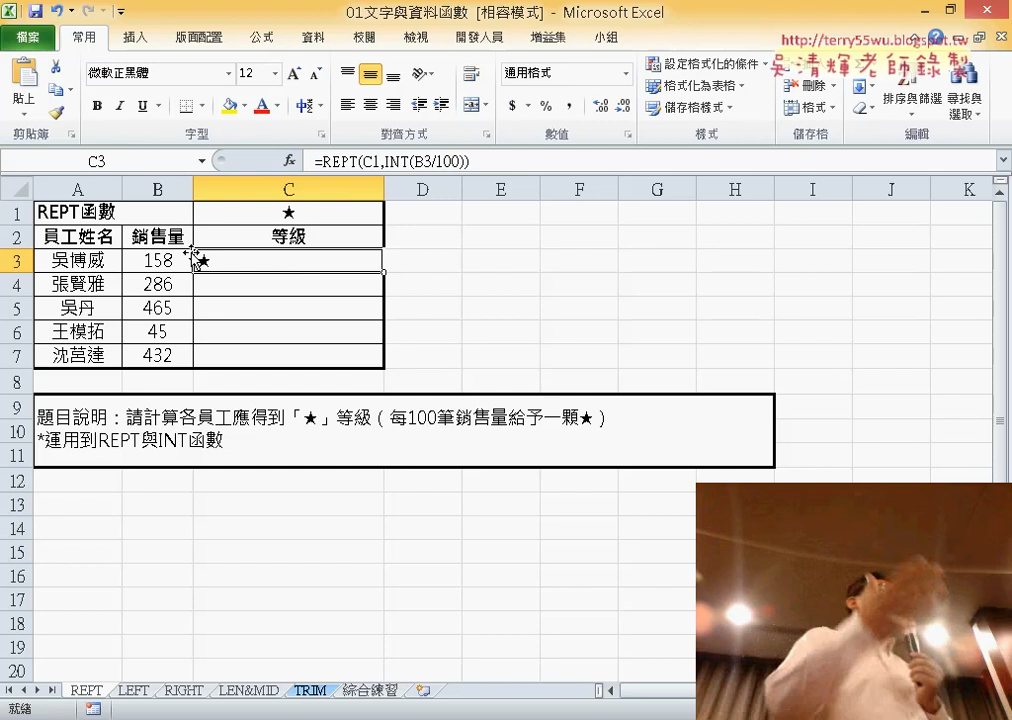 01文字與資料函數 [相容模式] - Microsoft Excel
檔案 常用 插入 版面配置 公式 資料 校閱 檢視 開發人員 增益集 小組
http://terry55wu.blogspot.tw
吳清輝老師錄製
貼上 微軟正黑體 12 通用格式 設定格式化的條件 格式化為表格 儲存格樣式 刪除 格式 排序與篩選 尋找與選取
B I U A $ % ,
剪貼簿 字型 對齊方式 數值 樣式 儲存格 編輯
C3 fx =REPT(C1,INT(B3/100))
A B C D E F G H I J K
1 REPT函數 ★
2 員工姓名 銷售量 等級
3 吳博威 158 ★
4 張賢雅 286
5 吳丹 465
6 王模拓 45
7 沈莒達 432
8
9 題目說明：請計算各員工應得到「★」等級（每100筆銷售量給予一顆★）
10 *運用到REPT與INT函數
11
12
13
14
15
16
17
18
19
20
REPT LEFT RIGHT LEN&MID TRIM 綜合練習
就緒